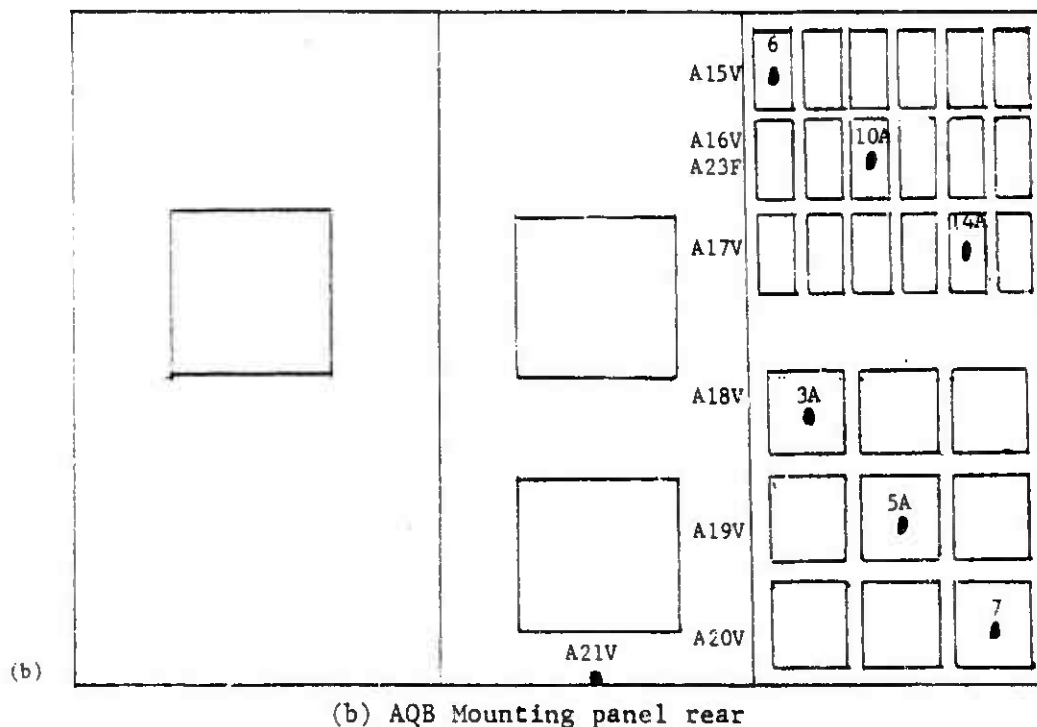 6
A15V
A16V
10A
A23F
14A
A17V
3A
A18V
5A
A19V
7
A20V
A21V
(b)
(b) AQB Mounting panel rear